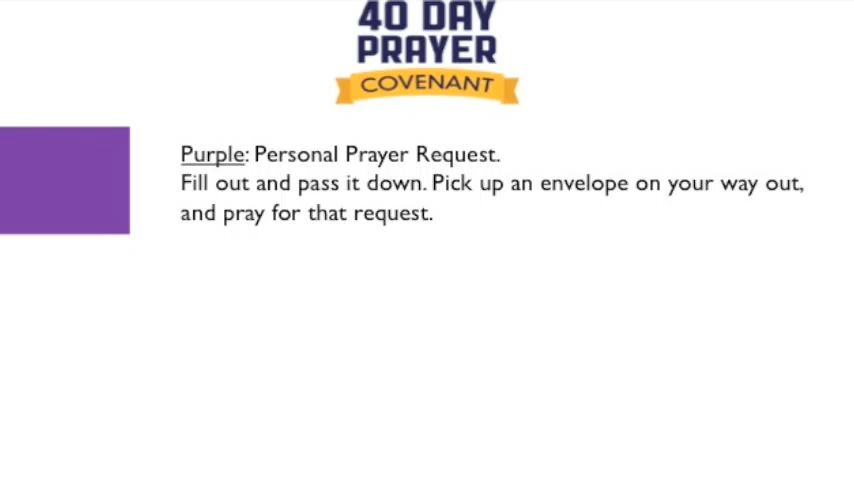 40 DAY
PRAYER
COVENANT
Purple: Personal Prayer Request.
Fill out and pass it down. Pick up an envelope on your way out,
and pray for that request.